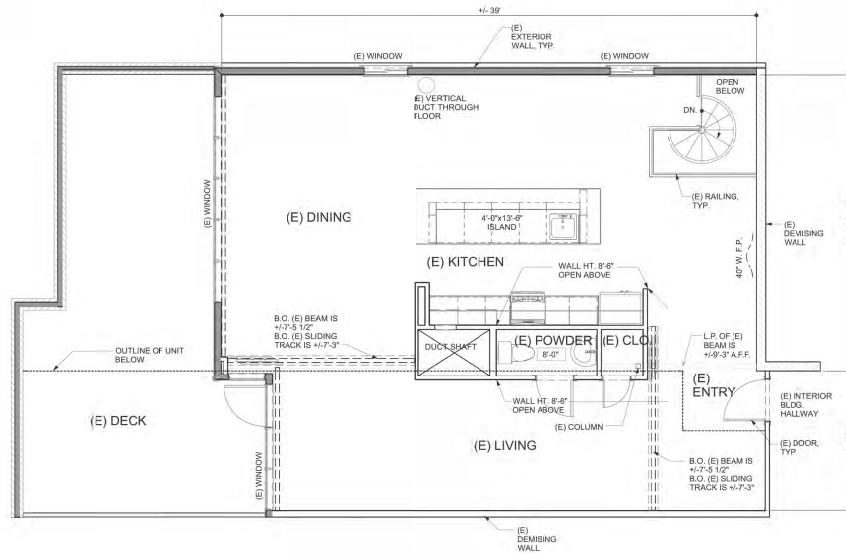 +/- 39'
(E)
EXTERIOR
WALL, TYP.
(E) WINDOW
(E) WINDOW
OPEN
BELOW
DN.
(E) VERTICAL
DUCT THROUGH
FLOOR
(E) RAILING,
TYP.
(E) WINDOW
(E) DINING
4'-0"x13'-6"
ISLAND
(E)
DEMISING
WALL
40" W. F.P.
(E) KITCHEN
WALL HT. 8'-6"
OPEN ABOVE
B.C. (E) BEAM IS
+/-7'-5 1/2"
B.C. (E) SLIDING
TRACK IS +/-7'-3"
OUTLINE OF UNIT
BELOW
DUCT SHAFT
(E) POWDER
8'-0"
(E) CLO.
L.P. OF (E)
BEAM IS
+/-9'-3" A.F.F.
(E)
ENTRY
(E) INTERIOR
BLDG.
HALLWAY
WALL HT. 8'-6"
OPEN ABOVE
(E) COLUMN
(E) DECK
(E) LIVING
(E) DOOR,
TYP.
(E) WINDOW
B.O. (E) BEAM IS
+/-7'-5 1/2"
B.O. (E) SLIDING
TRACK IS +/-7'-3"
(E)
DEMISING
WALL